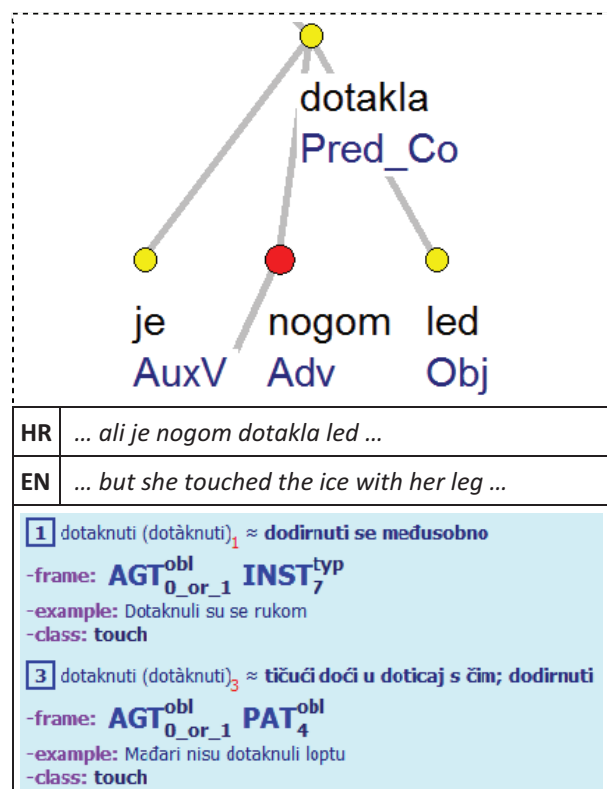 dotakla
Pred_Co
je nogom led
AuxV Adv Obj
HR ... ali je nogom dotakla led ...
EN ... but she touched the ice with her leg ...
1 dotaknuti (dotàknuti)1 ≈ dodirnuti se međusobno
-frame: AGT obl 0_or_1 INST typ 7
-example: Dotaknuli su se rukom
-class: touch
3 dotaknuti (dotàknuti)3 ≈ tičući doći u doticaj s čim; dodirnuti
-frame: AGT obl 0_or_1 PAT obl 4
-example: Mađari nisu dotaknuli loptu
-class: touch